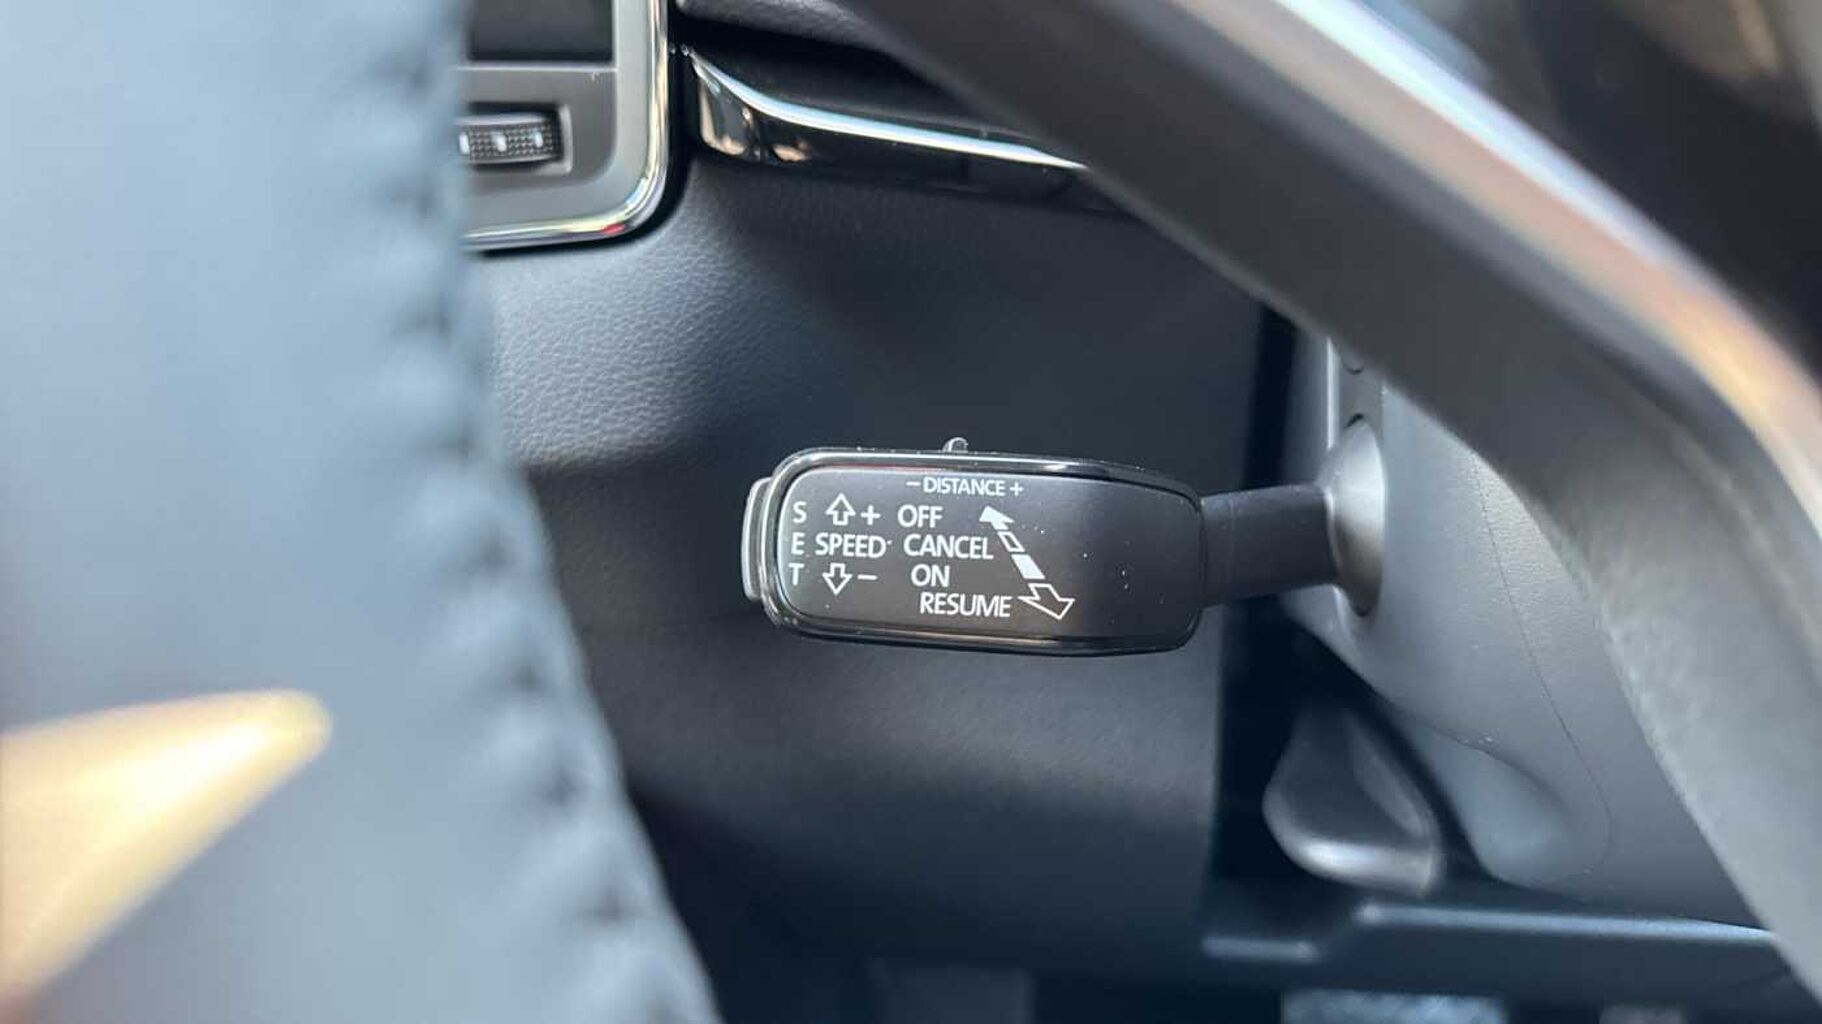 − DISTANCE +
S ⇧ + OFF
E SPEED CANCEL
T ⇩ − ON
RESUME